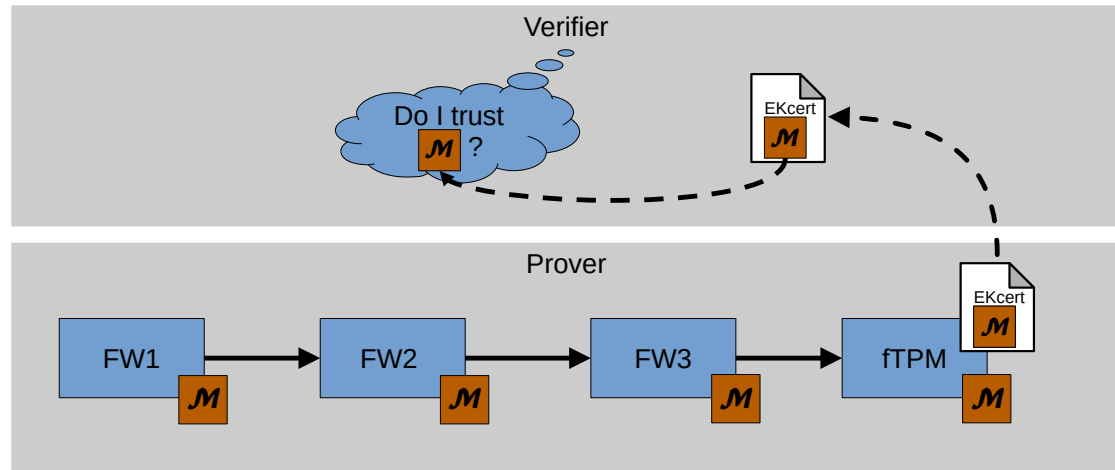 Verifier
Do I trust
M ?
EKcert
M
Prover
EKcert
M
FW1
M
FW2
M
FW3
M
fTPM
M